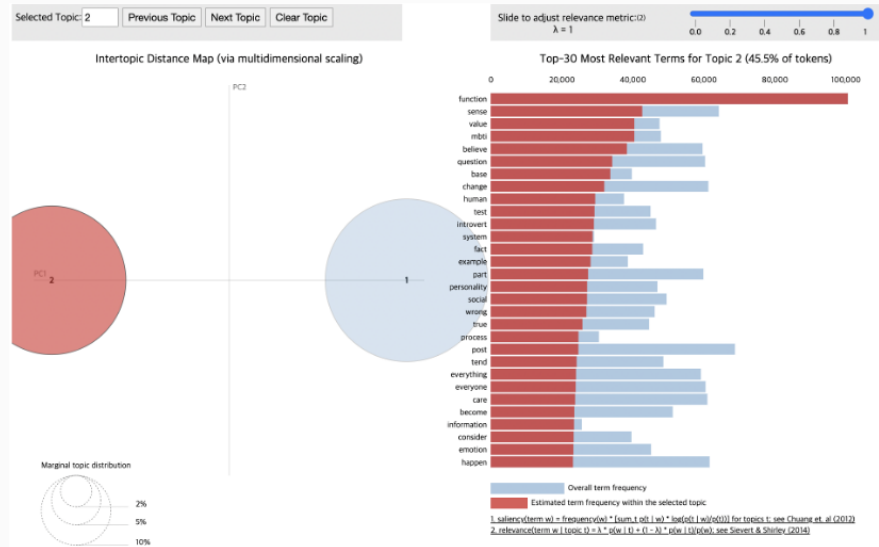 Selected Topic: 2 Previous Topic Next Topic Clear Topic
Slide to adjust relevance metric:(2)
λ = 1
0.0 0.2 0.4 0.6 0.8 1
Intertopic Distance Map (via multidimensional scaling)
PC2
PC1
2
1
Marginal topic distribution
2%
5%
10%
Top-30 Most Relevant Terms for Topic 2 (45.5% of tokens)
0 20,000 40,000 60,000 80,000 100,000
function
sense
value
mbti
believe
question
base
change
human
test
introvert
system
fact
example
part
personality
social
wrong
true
process
post
tend
everything
everyone
care
become
information
consider
emotion
happen
Overall term frequency
Estimated term frequency within the selected topic
1. saliency(term w) = frequency(w) * [sum_t p(t | w) * log(p(t | w)/p(t))] for topics t; see Chuang et. al (2012)
2. relevance(term w | topic t) = λ * p(w | t) + (1 - λ) * p(w | t)/p(w); see Sievert & Shirley (2014)